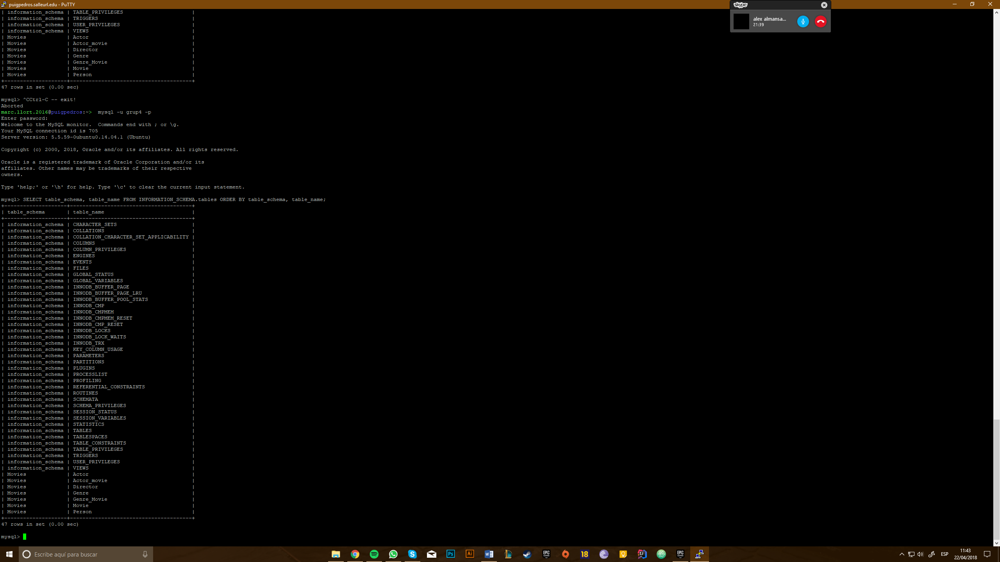 puigpedros.salleurl.edu - PuTTY
| information_schema | TABLE_PRIVILEGES                      |
| information_schema | TRIGGERS                              |
| information_schema | USER_PRIVILEGES                       |
| information_schema | VIEWS                                 |
| Movies             | Actor                                 |
| Movies             | Actor_movie                           |
| Movies             | Director                              |
| Movies             | Genre                                 |
| Movies             | Genre_Movie                           |
| Movies             | Movie                                 |
| Movies             | Person                                |
+--------------------+---------------------------------------+
47 rows in set (0.00 sec)
mysql> ^CCtrl-C -- exit!
Aborted
marc.llort.2016@puigpedros:~>  mysql -u grup4 -p
Enter password:
Welcome to the MySQL monitor.  Commands end with ; or \g.
Your MySQL connection id is 705
Server version: 5.5.59-0ubuntu0.14.04.1 (Ubuntu)
Copyright (c) 2000, 2018, Oracle and/or its affiliates. All rights reserved.
Oracle is a registered trademark of Oracle Corporation and/or its
affiliates. Other names may be trademarks of their respective
owners.
Type 'help;' or '\h' for help. Type '\c' to clear the current input statement.
mysql> SELECT table_schema, table_name FROM INFORMATION_SCHEMA.tables ORDER BY table_schema, table_name;
+--------------------+---------------------------------------+
| table_schema       | table_name                            |
+--------------------+---------------------------------------+
| information_schema | CHARACTER_SETS                        |
| information_schema | COLLATIONS                            |
| information_schema | COLLATION_CHARACTER_SET_APPLICABILITY |
| information_schema | COLUMNS                               |
| information_schema | COLUMN_PRIVILEGES                     |
| information_schema | ENGINES                               |
| information_schema | EVENTS                                |
| information_schema | FILES                                 |
| information_schema | GLOBAL_STATUS                         |
| information_schema | GLOBAL_VARIABLES                      |
| information_schema | INNODB_BUFFER_PAGE                    |
| information_schema | INNODB_BUFFER_PAGE_LRU                |
| information_schema | INNODB_BUFFER_POOL_STATS              |
| information_schema | INNODB_CMP                            |
| information_schema | INNODB_CMPMEM                         |
| information_schema | INNODB_CMPMEM_RESET                   |
| information_schema | INNODB_CMP_RESET                      |
| information_schema | INNODB_LOCKS                          |
| information_schema | INNODB_LOCK_WAITS                     |
| information_schema | INNODB_TRX                            |
| information_schema | KEY_COLUMN_USAGE                      |
| information_schema | PARAMETERS                            |
| information_schema | PARTITIONS                            |
| information_schema | PLUGINS                               |
| information_schema | PROCESSLIST                           |
| information_schema | PROFILING                             |
| information_schema | REFERENTIAL_CONSTRAINTS               |
| information_schema | ROUTINES                              |
| information_schema | SCHEMATA                              |
| information_schema | SCHEMA_PRIVILEGES                     |
| information_schema | SESSION_STATUS                        |
| information_schema | SESSION_VARIABLES                     |
| information_schema | STATISTICS                            |
| information_schema | TABLES                                |
| information_schema | TABLESPACES                           |
| information_schema | TABLE_CONSTRAINTS                     |
| information_schema | TABLE_PRIVILEGES                      |
| information_schema | TRIGGERS                              |
| information_schema | USER_PRIVILEGES                       |
| information_schema | VIEWS                                 |
| Movies             | Actor                                 |
| Movies             | Actor_movie                           |
| Movies             | Director                              |
| Movies             | Genre                                 |
| Movies             | Genre_Movie                           |
| Movies             | Movie                                 |
| Movies             | Person                                |
+--------------------+---------------------------------------+
47 rows in set (0.00 sec)
mysql>
skype
alex almansa...
21:39
Escribe aquí para buscar
Ps
Ai
EPIC GAMES
18
IJ
EPIC GAMES
ESP
11:43
22/04/2018